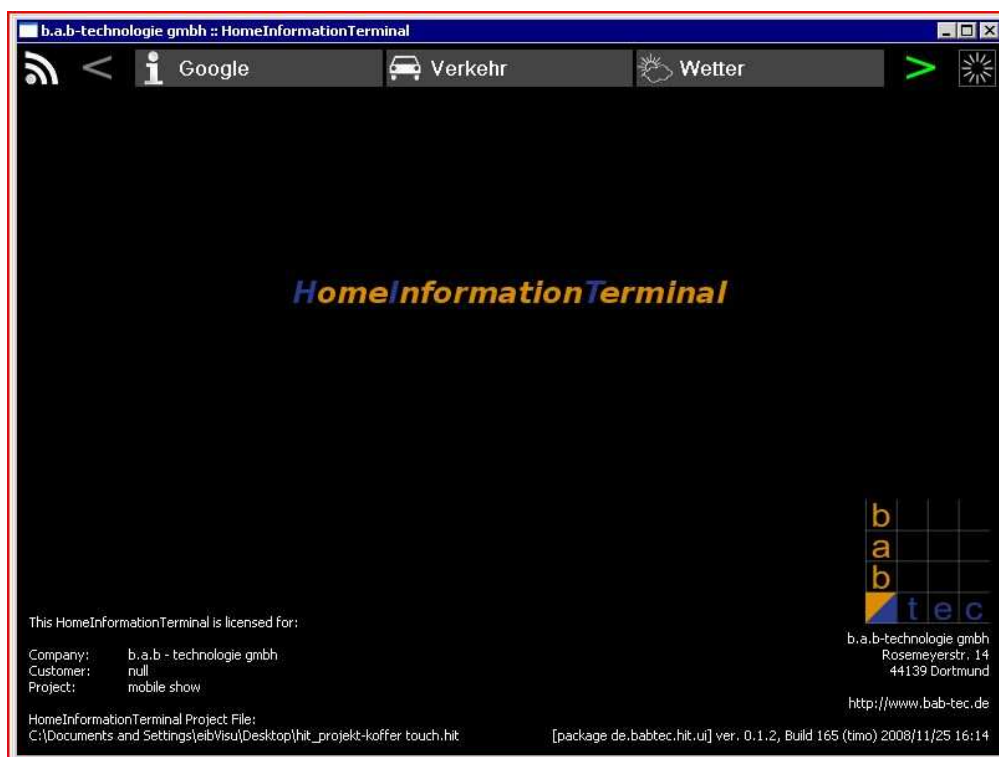 b.a.b-technologie gmbh :: HomeInformationTerminal
< Google Verkehr Wetter >
HomeInformationTerminal
b
a
b
tec
This HomeInformationTerminal is licensed for:
Company: b.a.b - technologie gmbh
Customer: null
Project: mobile show
HomeInformationTerminal Project File:
C:\Documents and Settings\eibVisu\Desktop\hit_projekt-koffer touch.hit
b.a.b-technologie gmbh
Rosemeyerstr. 14
44139 Dortmund
http://www.bab-tec.de
[package de.babtec.hit.ui] ver. 0.1.2, Build 165 (timo) 2008/11/25 16:14